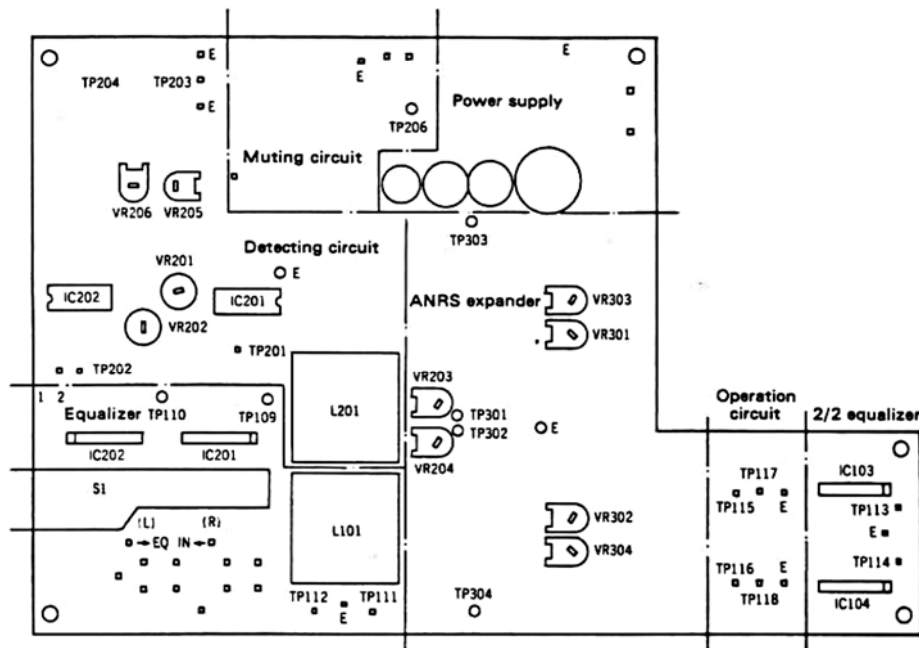 E
E
E
TP204 TP203
E
Power supply
TP206
E
Muting circuit
VR206 VR205
TP303
Detecting circuit
VR201
E
IC202
IC201
ANRS expander
VR303
VR202
VR301
TP201
TP202
VR203
1 2
Equalizer
TP110
TP109
L201
TP301
TP302
E
Operation
circuit
2/2 equalizer
IC202
IC201
VR204
S1
TP117
IC103
TP115
E
TP113
(L) (R)
EQ IN
L101
VR302
E
VR304
TP116 E
TP114
TP112 TP111
E
TP304
TP118
IC104